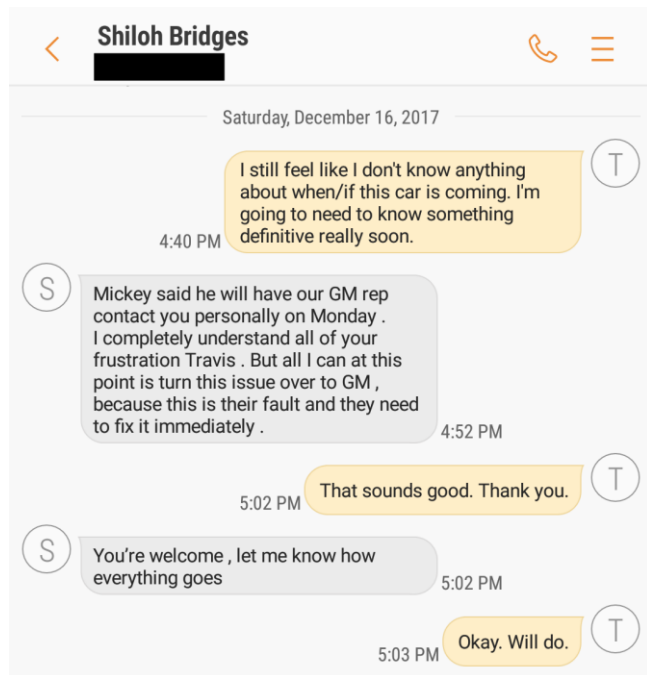 Shiloh Bridges
Saturday, December 16, 2017
I still feel like I don't know anything
about when/if this car is coming. I'm
going to need to know something
definitive really soon.
4:40 PM
T
S
Mickey said he will have our GM rep
contact you personally on Monday .
I completely understand all of your
frustration Travis . But all I can at this
point is turn this issue over to GM ,
because this is their fault and they need
to fix it immediately .
4:52 PM
That sounds good. Thank you.
5:02 PM
T
S
You're welcome , let me know how
everything goes
5:02 PM
Okay. Will do.
5:03 PM
T